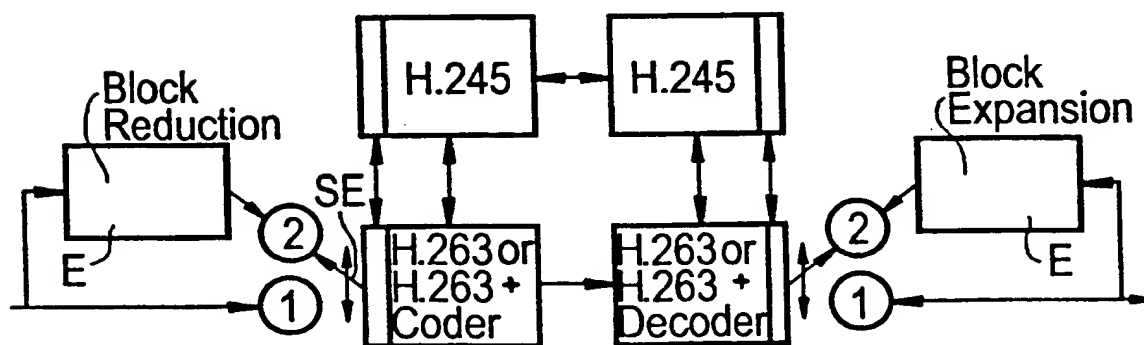 H.245
H.245
Block
Reduction
Block
Expansion
SE
E
E
2
1
2
1
H.263 or
H.263 +
Coder
H.263 or
H.263 +
Decoder